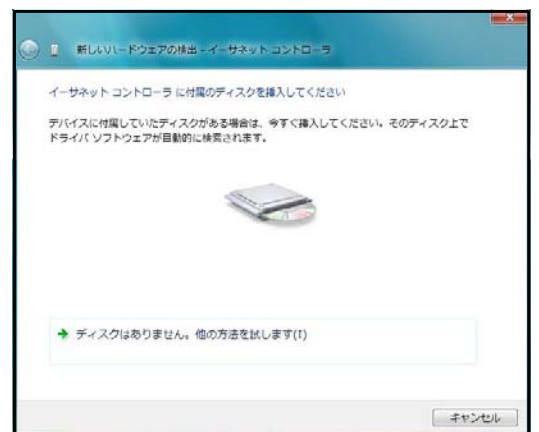 新しいハードウェアの検出 - イーサネット コントローラ
イーサネット コントローラ に付属のディスクを挿入してください
デバイスに付属していたディスクがある場合は、今すぐ挿入してください。そのディスク上で
ドライバ ソフトウェアが自動的に検索されます。
ディスクはありません。他の方法を試します(I)
キャンセル